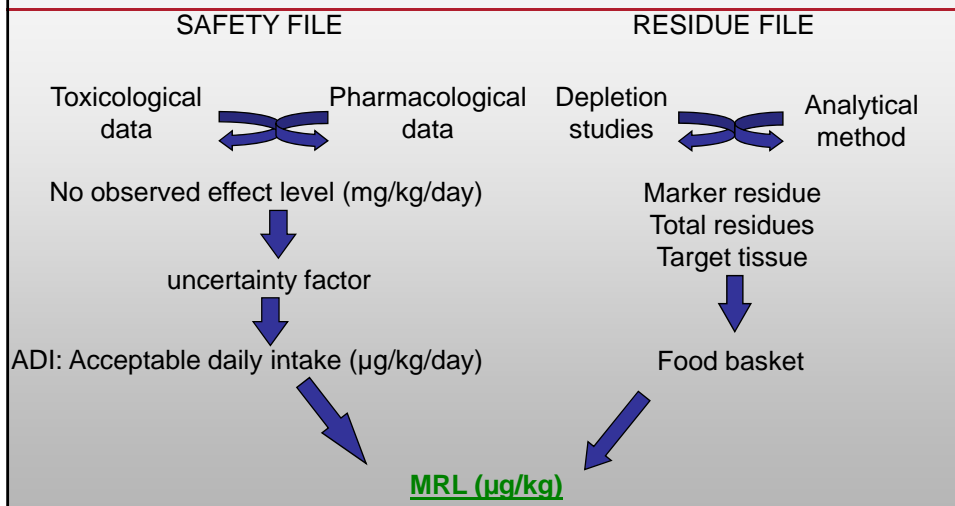 SAFETY FILE
Toxicological
data
Pharmacological
data
No observed effect level (mg/kg/day)
uncertainty factor
ADI: Acceptable daily intake (µg/kg/day)
RESIDUE FILE
Depletion
studies
Analytical
method
Marker residue
Total residues
Target tissue
Food basket
MRL (µg/kg)